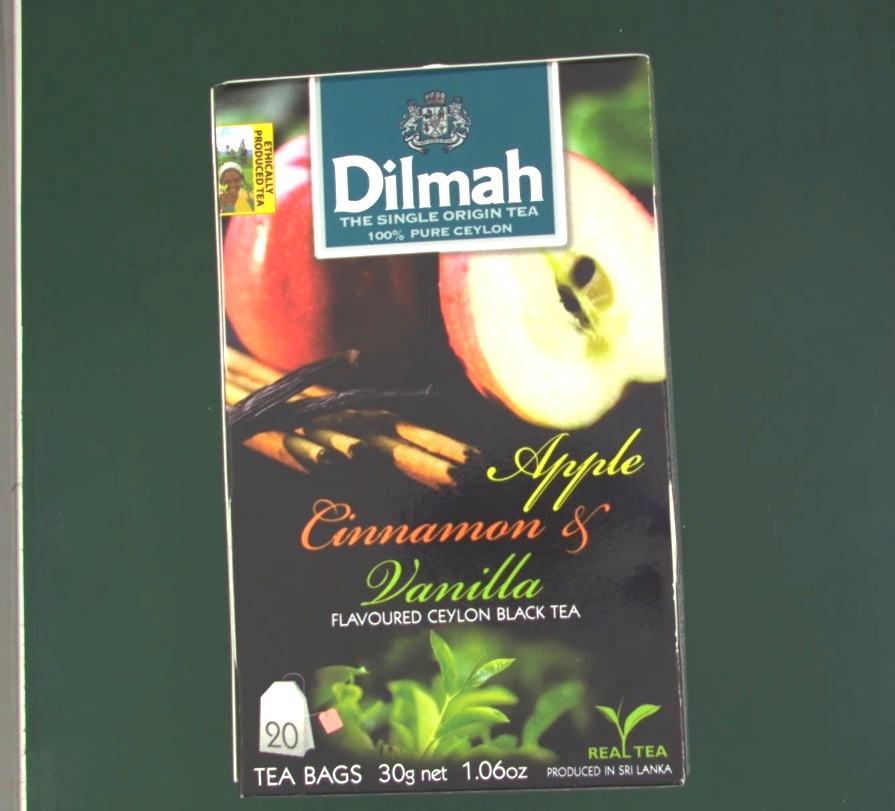 ETHICALLY
PRODUCED TEA
Dilmah
THE SINGLE ORIGIN TEA
100% PURE CEYLON
Apple
Cinnamon &
Vanilla
FLAVOURED CEYLON BLACK TEA
20
REAL TEA
TEA BAGS 30g net 1.06oz
PRODUCED IN SRI LANKA